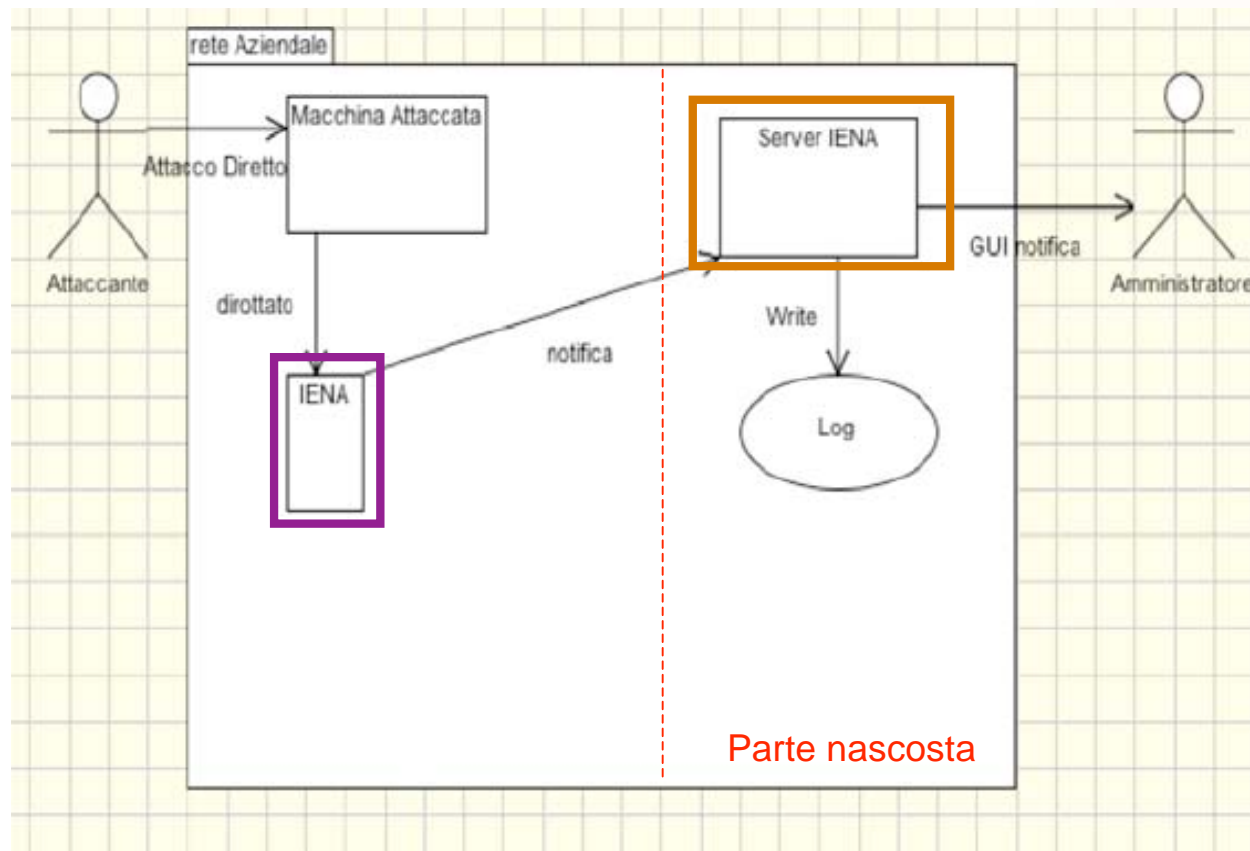 rete Aziendale
Macchina Attaccata
Server IENA
Attacco Diretto
GUI notifica
Attaccante
Amministratore
dirottato
Write
notifica
IENA
Log
Parte nascosta